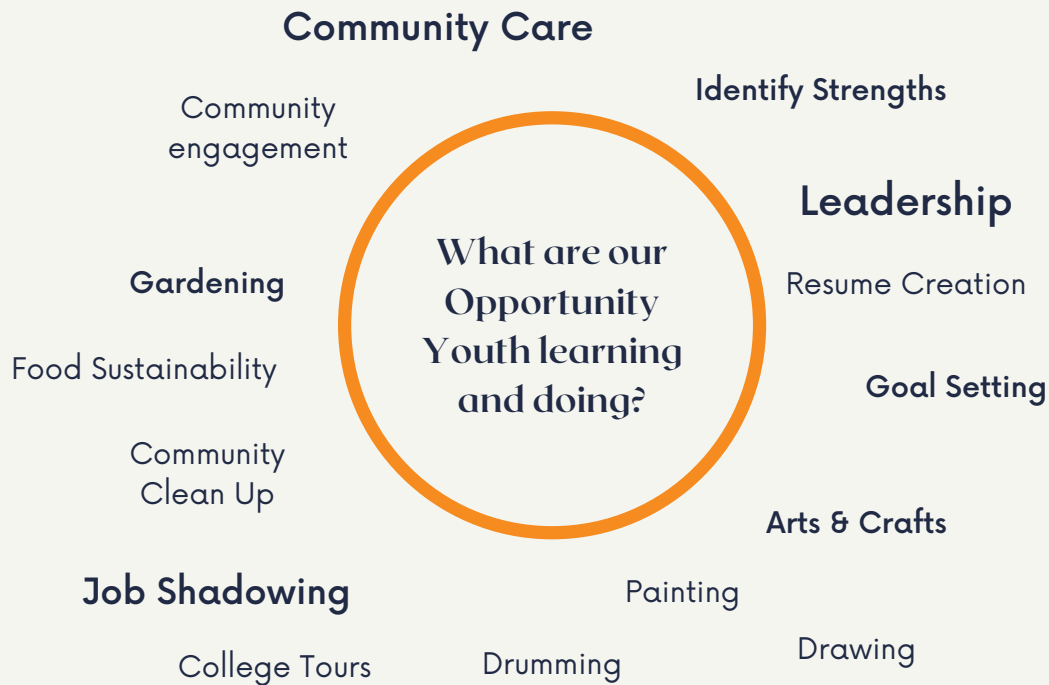 Community Care
Identify Strengths
Community
engagement
Leadership
What are our
Opportunity
Youth learning
and doing?
Gardening
Resume Creation
Food Sustainability
Goal Setting
Community
Clean Up
Arts & Crafts
Job Shadowing
Painting
Drawing
College Tours
Drumming